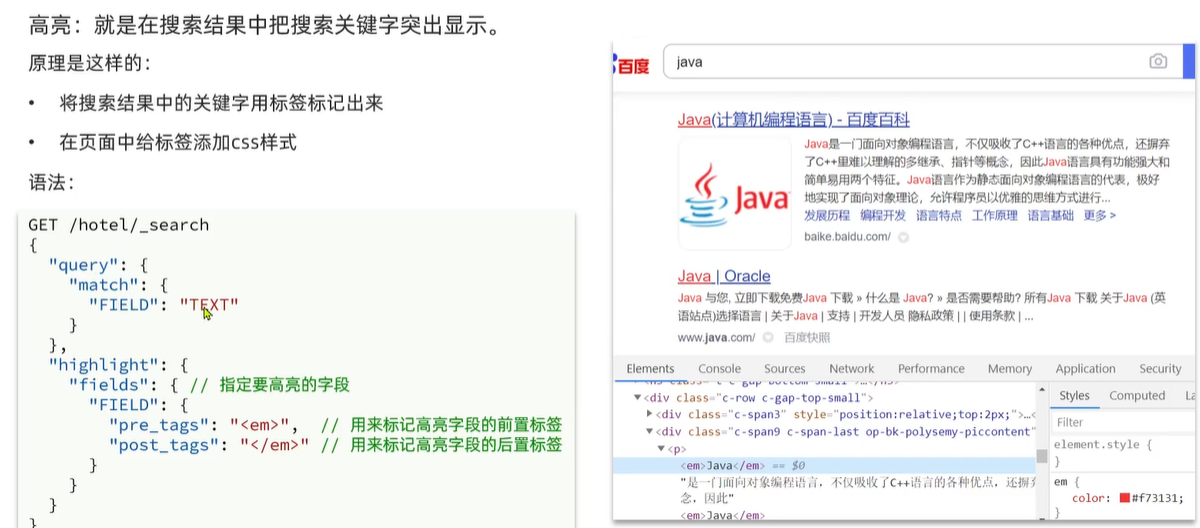 高亮：就是在搜索结果中把搜索关键字突出显示。
原理是这样的：
• 将搜索结果中的关键字用标签标记出来
• 在页面中给标签添加css样式
语法：
GET /hotel/_search
{
  "query": {
    "match": {
      "FIELD": "TEXT"
    }
  },
  "highlight": {
    "fields": { // 指定要高亮的字段
      "FIELD": {
        "pre_tags": "<em>",  // 用来标记高亮字段的前置标签
        "post_tags": "</em>" // 用来标记高亮字段的后置标签
      }
    }
  }
}
百度
java
Java(计算机编程语言) - 百度百科
Java
Java是一门面向对象编程语言，不仅吸收了C++语言的各种优点，还摒弃
了C++里难以理解的多继承、指针等概念，因此Java语言具有功能强大和
简单易用两个特征。Java语言作为静态面向对象编程语言的代表，极好
地实现了面向对象理论，允许程序员以优雅的思维方式进行...
发展历程 编程开发 语言特点 工作原理 语言基础 更多 >
baike.baidu.com/
Java | Oracle
Java 与您, 立即下载免费Java 下载 » 什么是 Java? » 是否需要帮助? 所有Java 下载 关于Java (英
语站点)选择语言 | 关于Java | 支持 | 开发人员 隐私政策 | | 使用条款 | ...
www.java.com/ 百度快照
Elements Console Sources Network Performance Memory Application Security
<div class="c-row c-gap-top-small">
<div class="c-span3" style="position:relative;top:2px;">…
<div class="c-span9 c-span-last op-bk-polysemy-piccontent"
<p>
<em>Java</em> == $0
"是一门面向对象编程语言，不仅吸收了C++语言的各种优点，还摒弃
念，因此"
<em>Java</em>
Styles Computed La
Filter
element.style {
}
em {
color: #f73131;
}